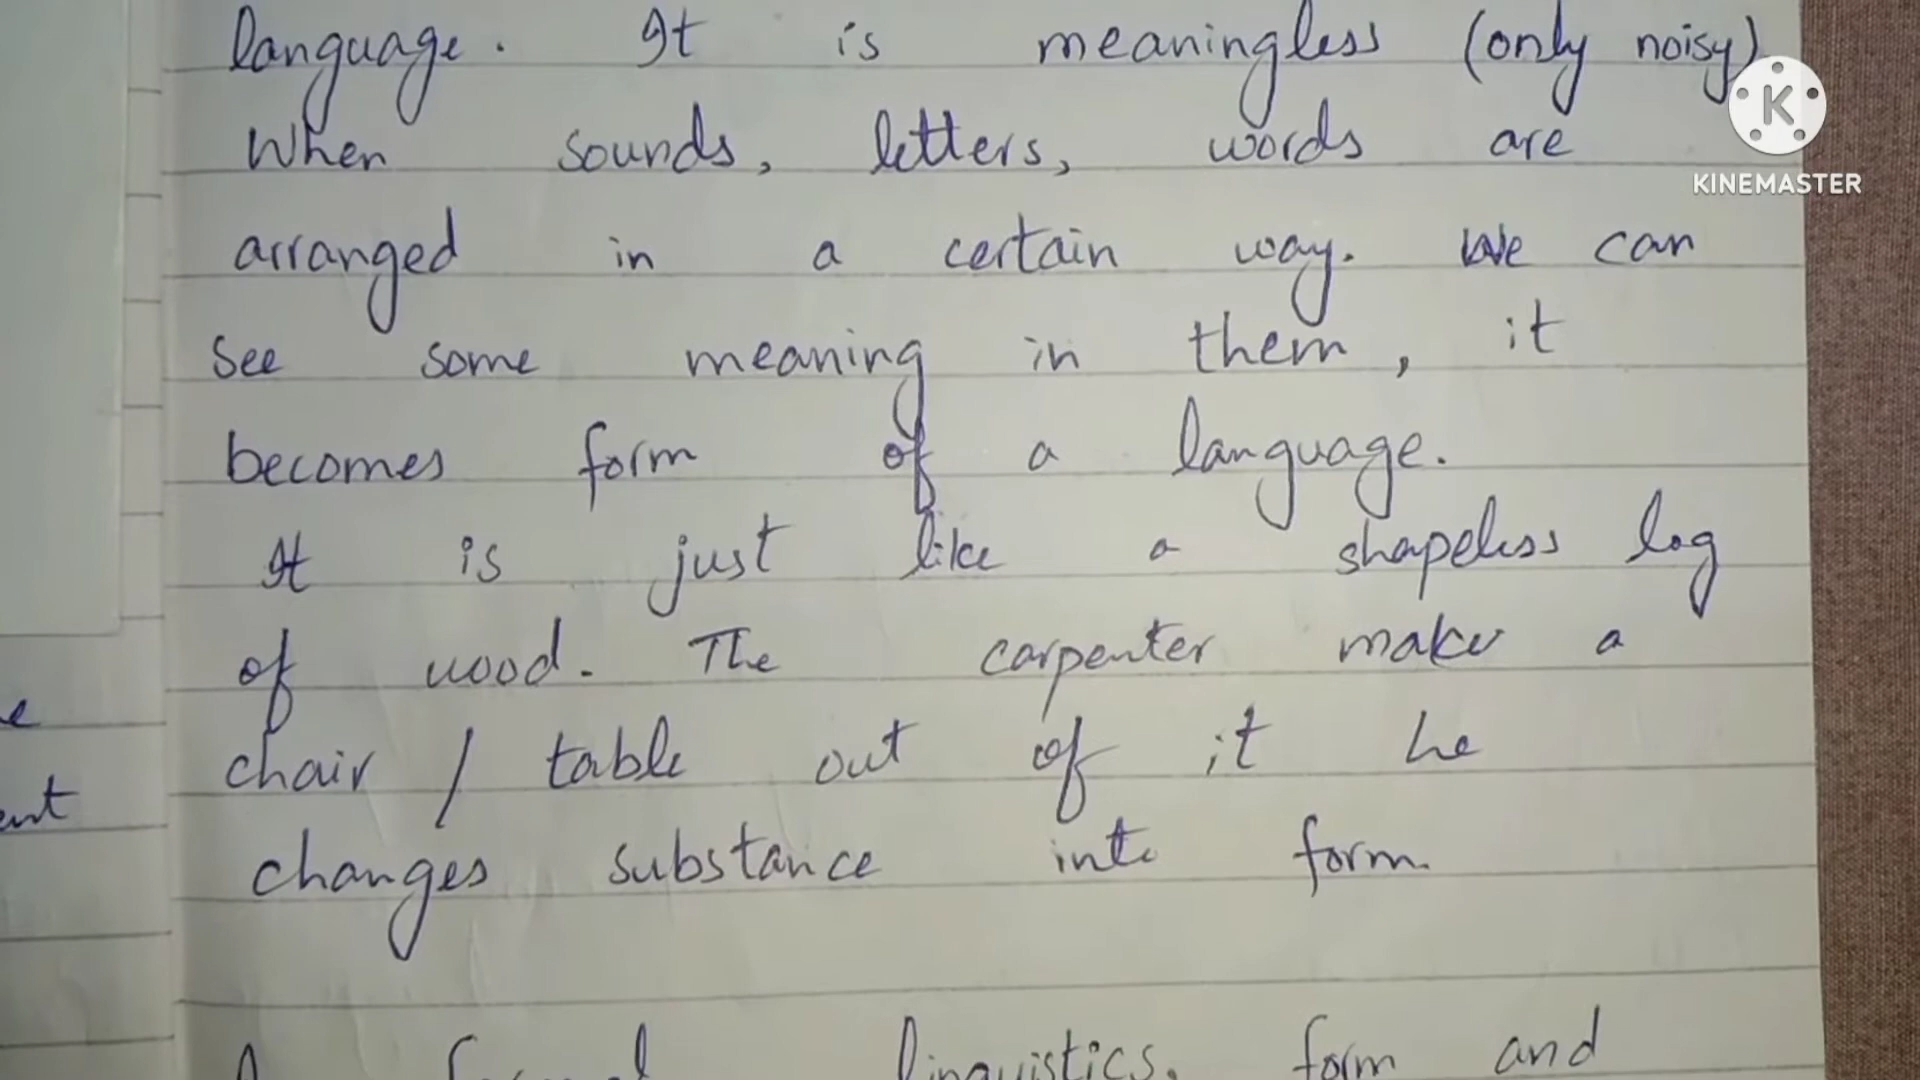 language. It is meaningless (only noisy)
When sounds, letters, words are
arranged in a certain way. We can
see some meaning in them, it
becomes form of a language.
It is just like a shapeless log
of wood. The carpenter make a
chair / table out of it he
changes substance into form.
linguistics, form and
KINEMASTER